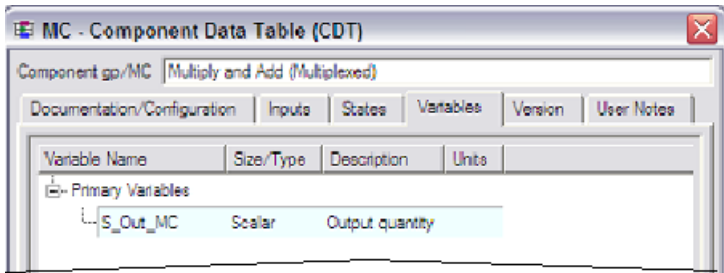 MC - Component Data Table (CDT)
Component gp/MC Multiply and Add (Multiplexed)
Documentation/Configuration Inputs States Variables Version User Notes
Variable Name Size/Type Description Units
Primary Variables
S_Out_MC Scalar Output quantity